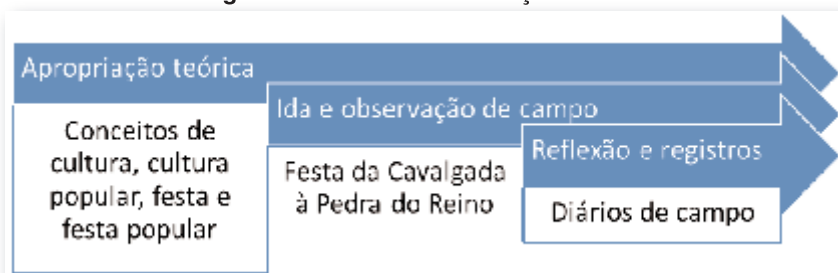 Apropriação teórica
Conceitos de
cultura, cultura
popular, festa e
festa popular
Ida e observação de campo
Festa da Cavalgada
à Pedra do Reino
Reflexão e registros
Diários de campo